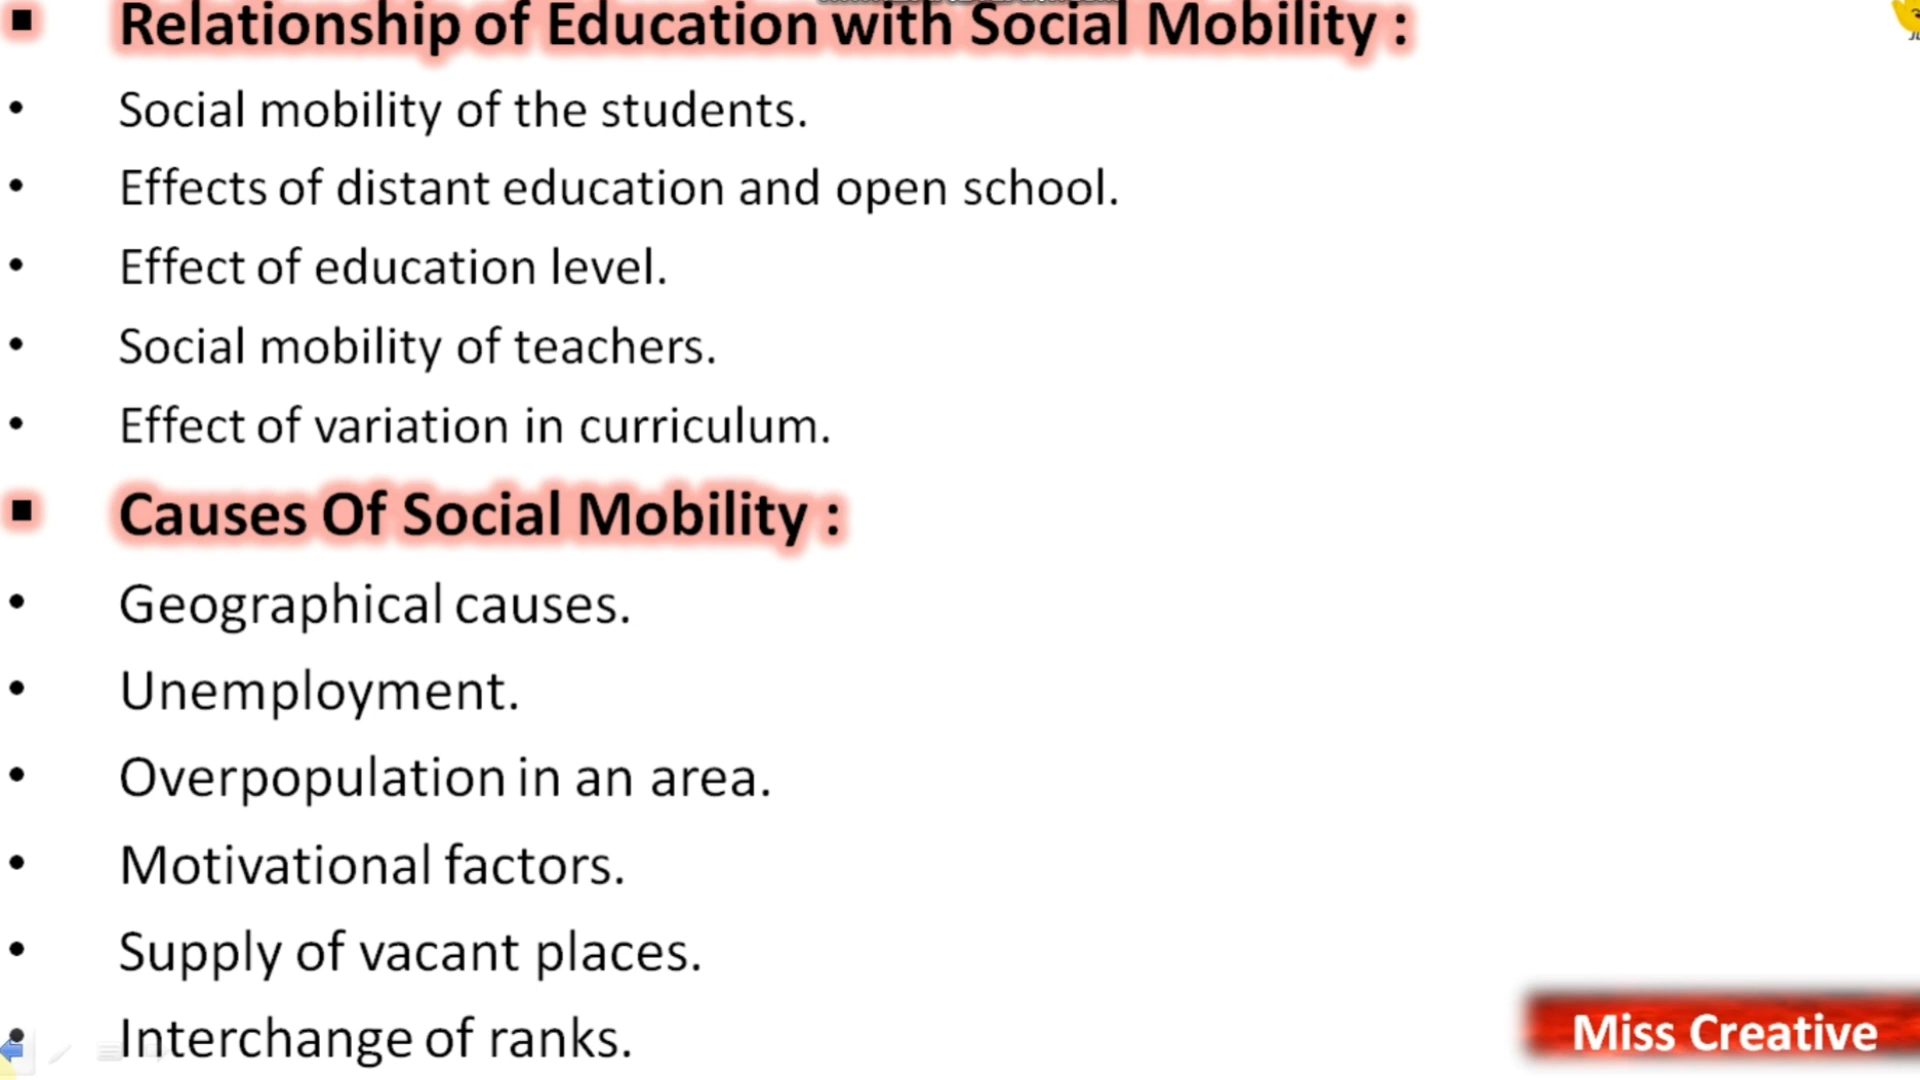 ▪ Relationship of Education with Social Mobility :
• Social mobility of the students.
• Effects of distant education and open school.
• Effect of education level.
• Social mobility of teachers.
• Effect of variation in curriculum.
▪ Causes Of Social Mobility :
• Geographical causes.
• Unemployment.
• Overpopulation in an area.
• Motivational factors.
• Supply of vacant places.
• Interchange of ranks.
Miss Creative